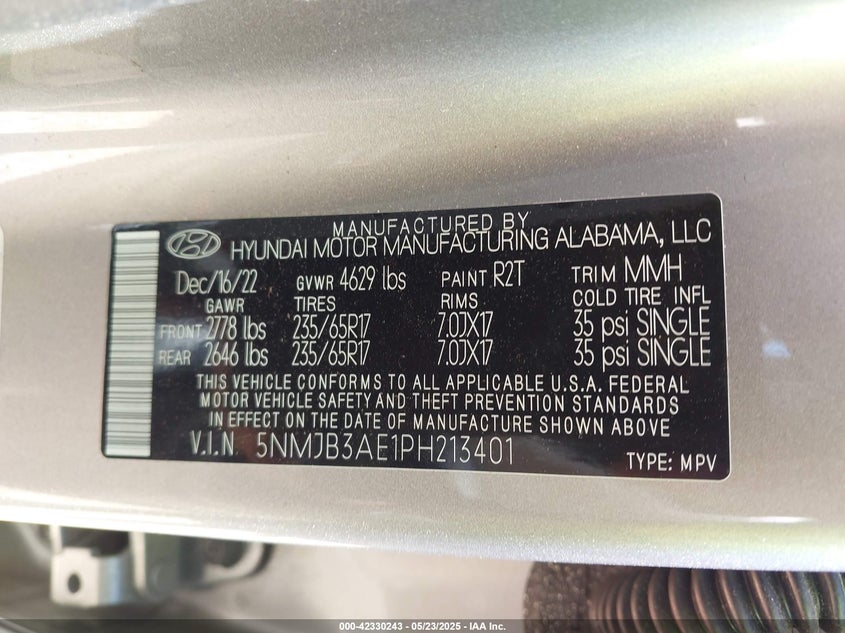 MANUFACTURED BY
HYUNDAI MOTOR MANUFACTURING ALABAMA, LLC
Dec/16/22 GVWR 4629 lbs PAINT R2T TRIM MMH
GAWR TIRES RIMS COLD TIRE INFL
FRONT 2778 lbs 235/65R17 7.0JX17 35 psi SINGLE
REAR 2646 lbs 235/65R17 7.0JX17 35 psi SINGLE
THIS VEHICLE CONFORMS TO ALL APPLICABLE U.S.A. FEDERAL
MOTOR VEHICLE SAFETY AND THEFT PREVENTION STANDARDS
IN EFFECT ON THE DATE OF MANUFACTURE SHOWN ABOVE
V.I.N 5NMJB3AE1PH213401
TYPE: MPV
000-42330243 - 05/23/2025 - IAA Inc.